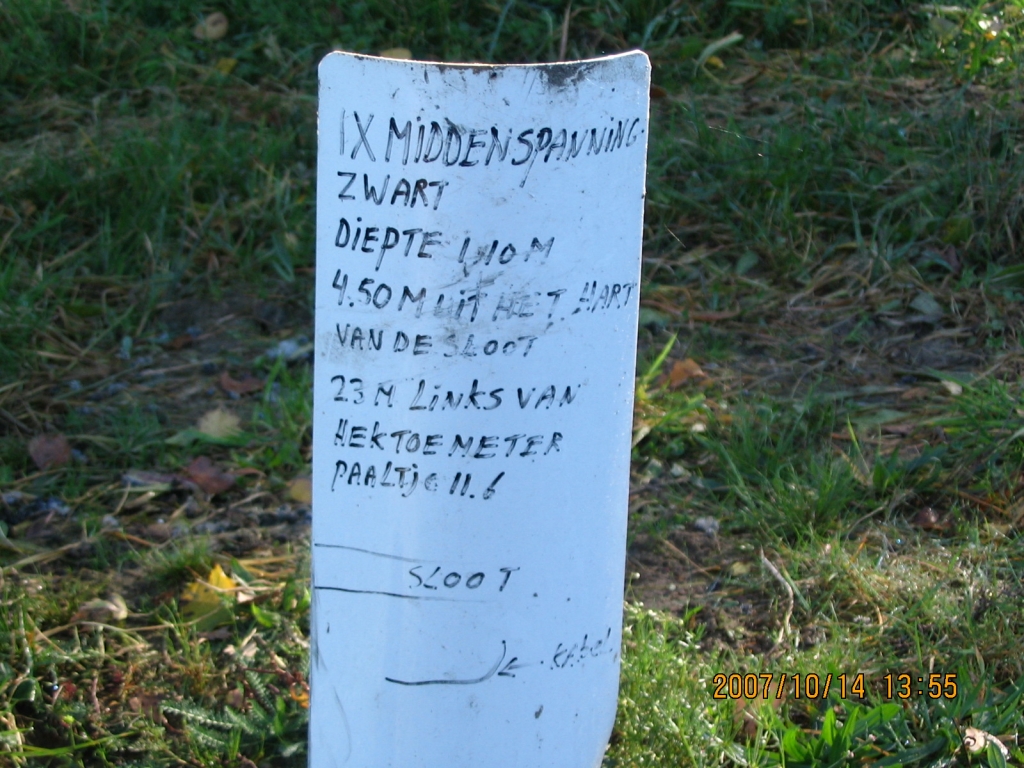 IX MIDDENSPANNING.
ZWART
DIEPTE 1,10 M
4.50 M UIT HET HART
VAN DE SLOOT
23 M LINKS VAN
HEKTOEMETER
PAALTJE 11.6
SLOOT
KABEL
2007/10/14 13:55